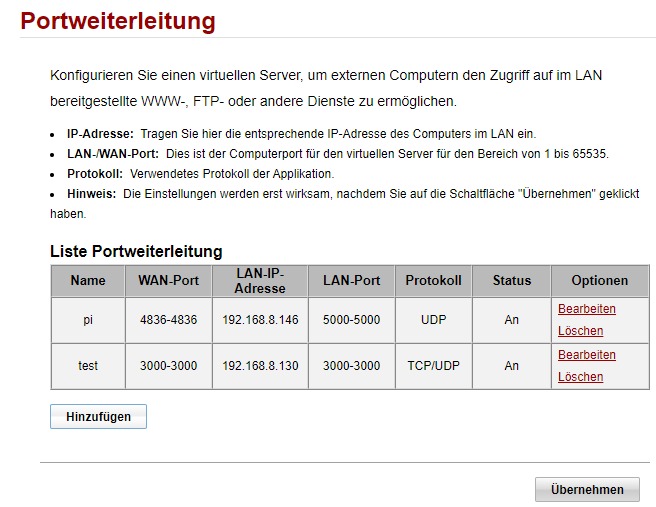 Portweiterleitung
Konfigurieren Sie einen virtuellen Server, um externen Computern den Zugriff auf im LAN
bereitgestellte WWW-, FTP- oder andere Dienste zu ermöglichen.
• IP-Adresse: Tragen Sie hier die entsprechende IP-Adresse des Computers im LAN ein.
• LAN-/WAN-Port: Dies ist der Computerport für den virtuellen Server für den Bereich von 1 bis 65535.
• Protokoll: Verwendetes Protokoll der Applikation.
• Hinweis: Die Einstellungen werden erst wirksam, nachdem Sie auf die Schaltfläche "Übernehmen" geklickt
haben.
Liste Portweiterleitung
Name WAN-Port LAN-IP-Adresse LAN-Port Protokoll Status Optionen
pi 4836-4836 192.168.8.146 5000-5000 UDP An Bearbeiten
Löschen
test 3000-3000 192.168.8.130 3000-3000 TCP/UDP An Bearbeiten
Löschen
Hinzufügen
Übernehmen